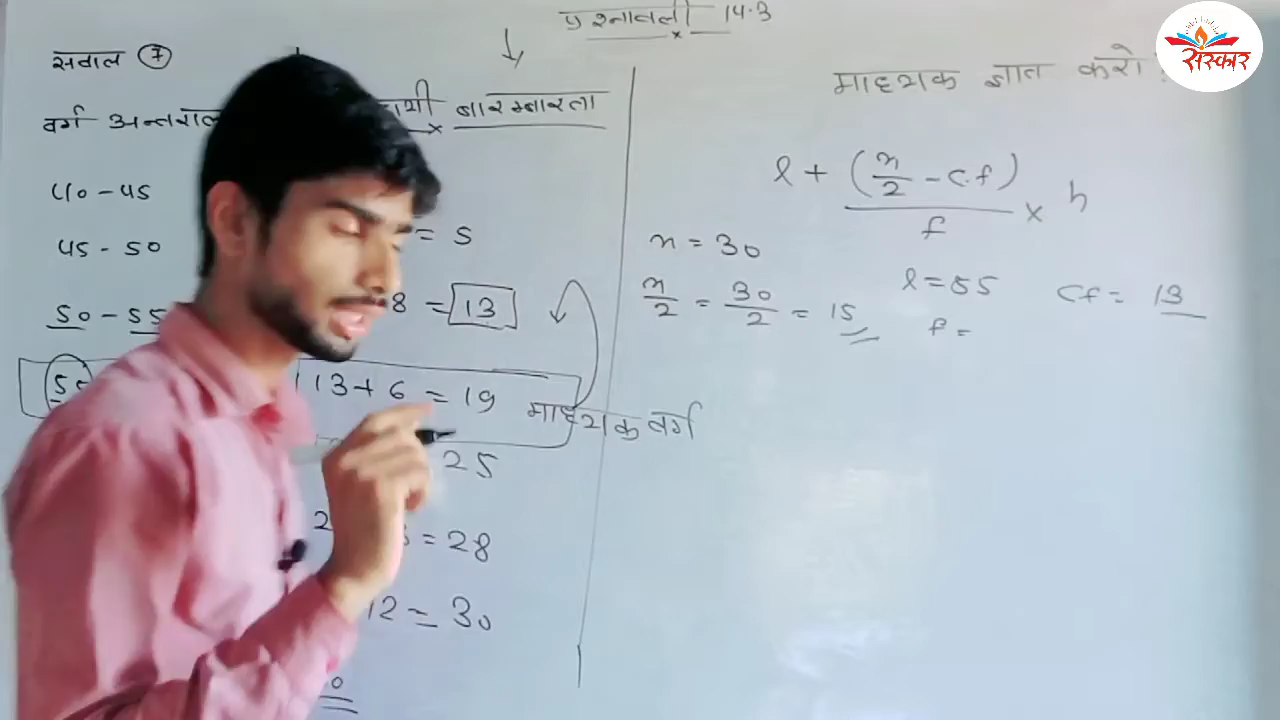 प्रश्नावली 14.3
संस्कार
सवाल 7
वर्ग अन्तराल बारम्बारता
40 - 45
45 - 50 = 5
50 - 55 8 = 13
13 + 6 = 19 माध्यक वर्ग
25
= 28
12 = 30
माध्यक ज्ञात करो
l + (n/2 - c.f) / f × h
n = 30
n/2 = 30/2 = 15
l = 55 cf = 13
f =